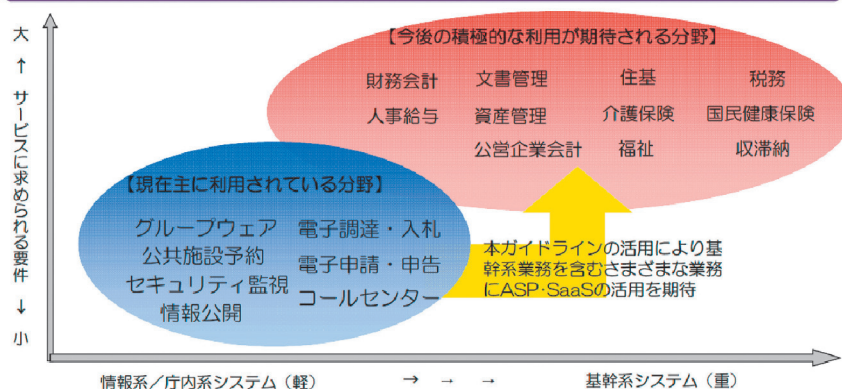 大 ↑ サービスに求められる要件 ↓ 小
【今後の積極的な利用が期待される分野】
財務会計 文書管理 住基 税務
人事給与 資産管理 介護保険 国民健康保険
公営企業会計 福祉 収滞納
【現在主に利用されている分野】
グループウェア 電子調達・入札
公共施設予約
電子申請・申告
セキュリティ監視
コールセンター
情報公開
本ガイドラインの活用により基
幹系業務を含むさまざまな業務
にASP・SaaSの活用を期待
情報系／庁内系システム（軽） → → → 基幹系システム（重）